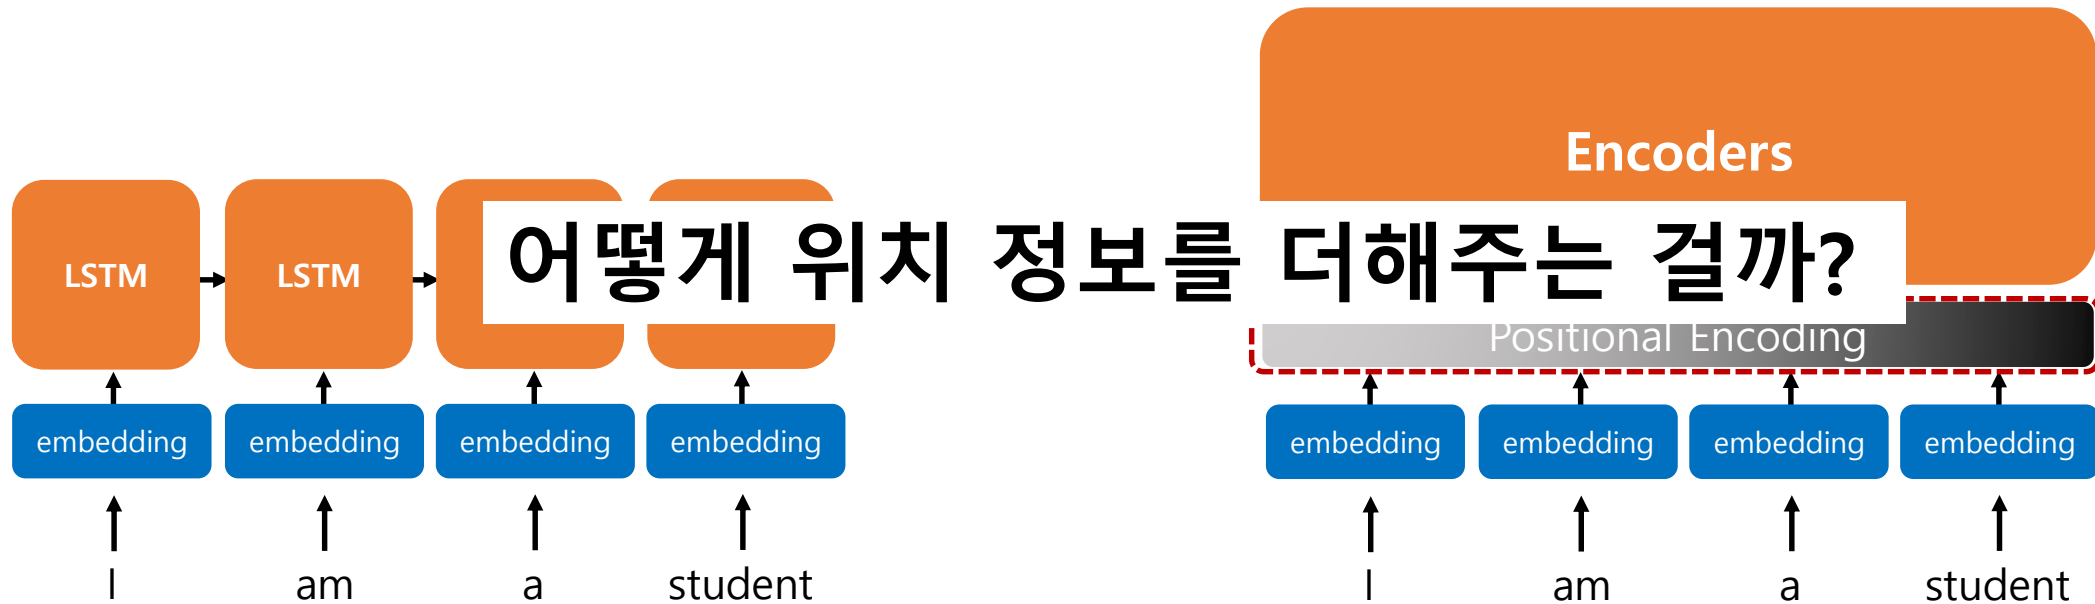 Encoders
LSTM LSTM
어떻게 위치 정보를 더해주는 걸까?
Positional Encoding
embedding embedding embedding embedding embedding embedding embedding embedding
I am a student I am a student